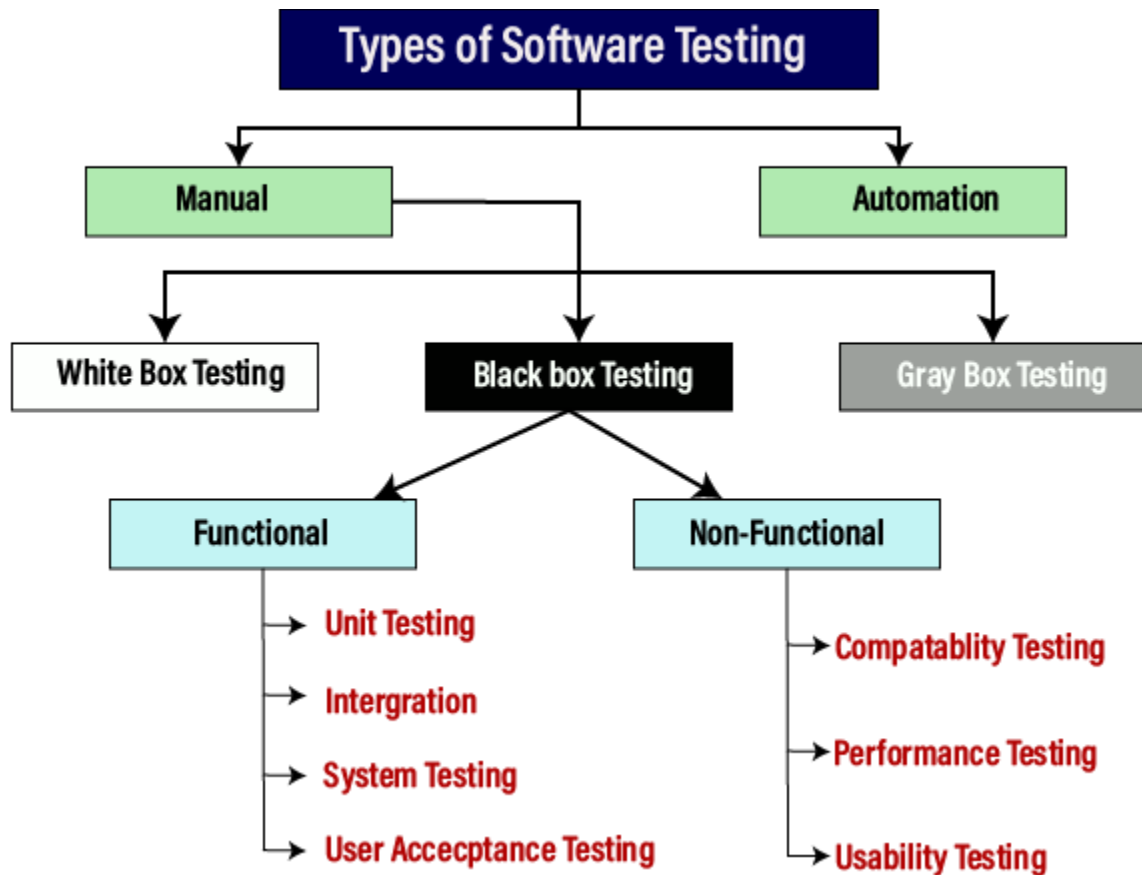 Types of Software Testing
Manual
Automation
White Box Testing
Black box Testing
Gray Box Testing
Functional
Non-Functional
Unit Testing
Intergration
System Testing
User Accecptance Testing
Compatablity Testing
Performance Testing
Usability Testing